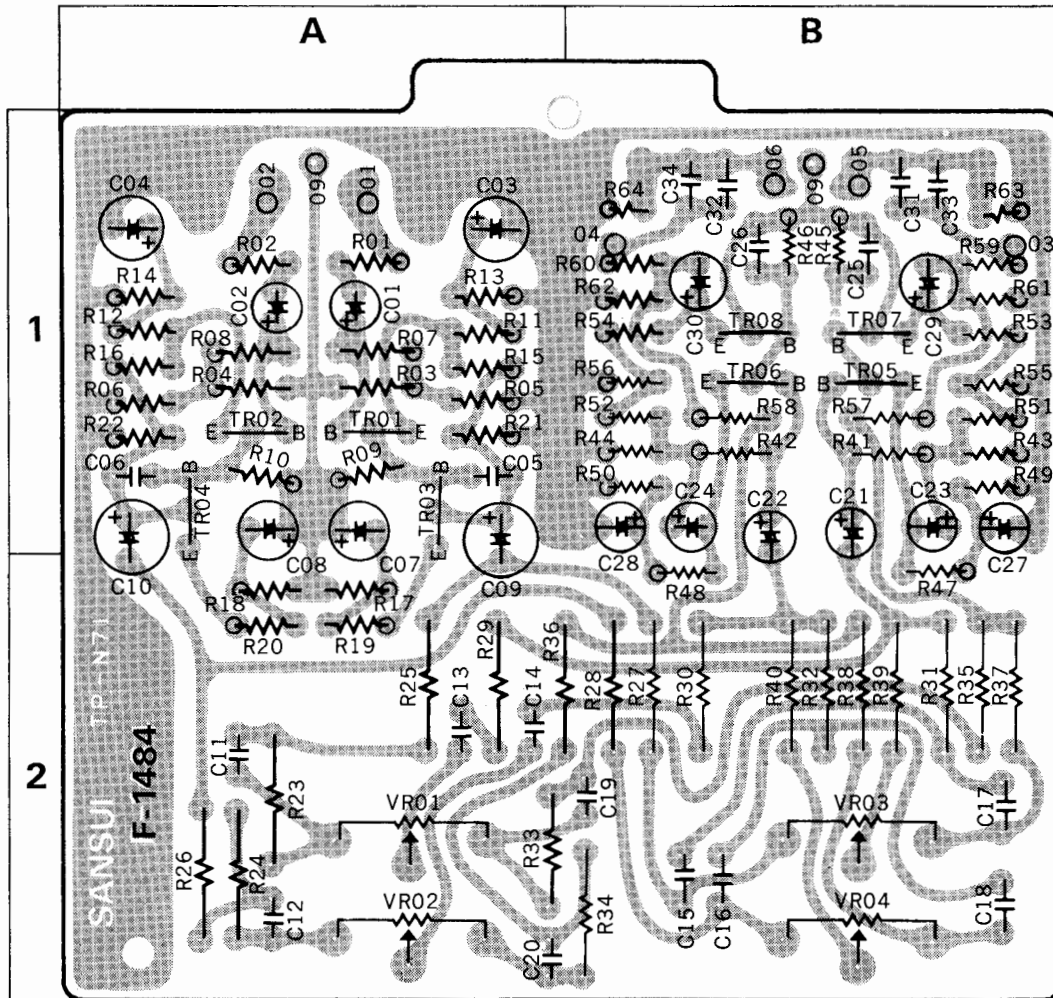 A B
1
2
C04 02 09 01 C03
R02 R01
R14 R13
R12 C02 C01 R11
R08 R07
R16 R15
R04 R03
R06 R05
R22 TR02 TR01 R21
E B B E
C06 R10 R09 C05
B TR04 E
B TR03 E
C10 C08 C07 C09
R18 R17
R20 R19
R64 C34 C32 06 09 05 C31 C33 R63
04 C26 R46 R45 C25 03
R60 R59
R62 R61
R54 C30 TR08 TR07 C29 R53
E B B E
R56 TR06 TR05 R55
E B B E
R52 R58 R57 R51
R44 R42 R41 R43
R50 R49
C24 C22 C21 C23
C28 C27
R48 R47
R25 C13 R29 C14 R36 R28 R27 R30 R40 R32 R38 R39 R31 R35 R37
SANSUI TP-N71
F-1484
C11 R23 VR01 R33 C19 VR03 C17
R26 R24 C12 VR02 C20 R34 C15 C16 VR04 C18